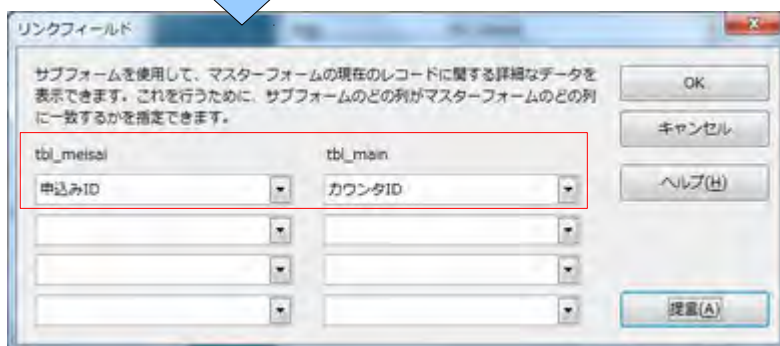 リンクフィールド
サブフォームを使用して、マスターフォームの現在のレコードに関する詳細なデータを
表示できます。これを行うために、サブフォームのどの列がマスターフォームのどの列
に一致するかを指定できます。
OK
キャンセル
ヘルプ(H)
tbl_meisai tbl_main
申込みID カウンタID
提案(A)